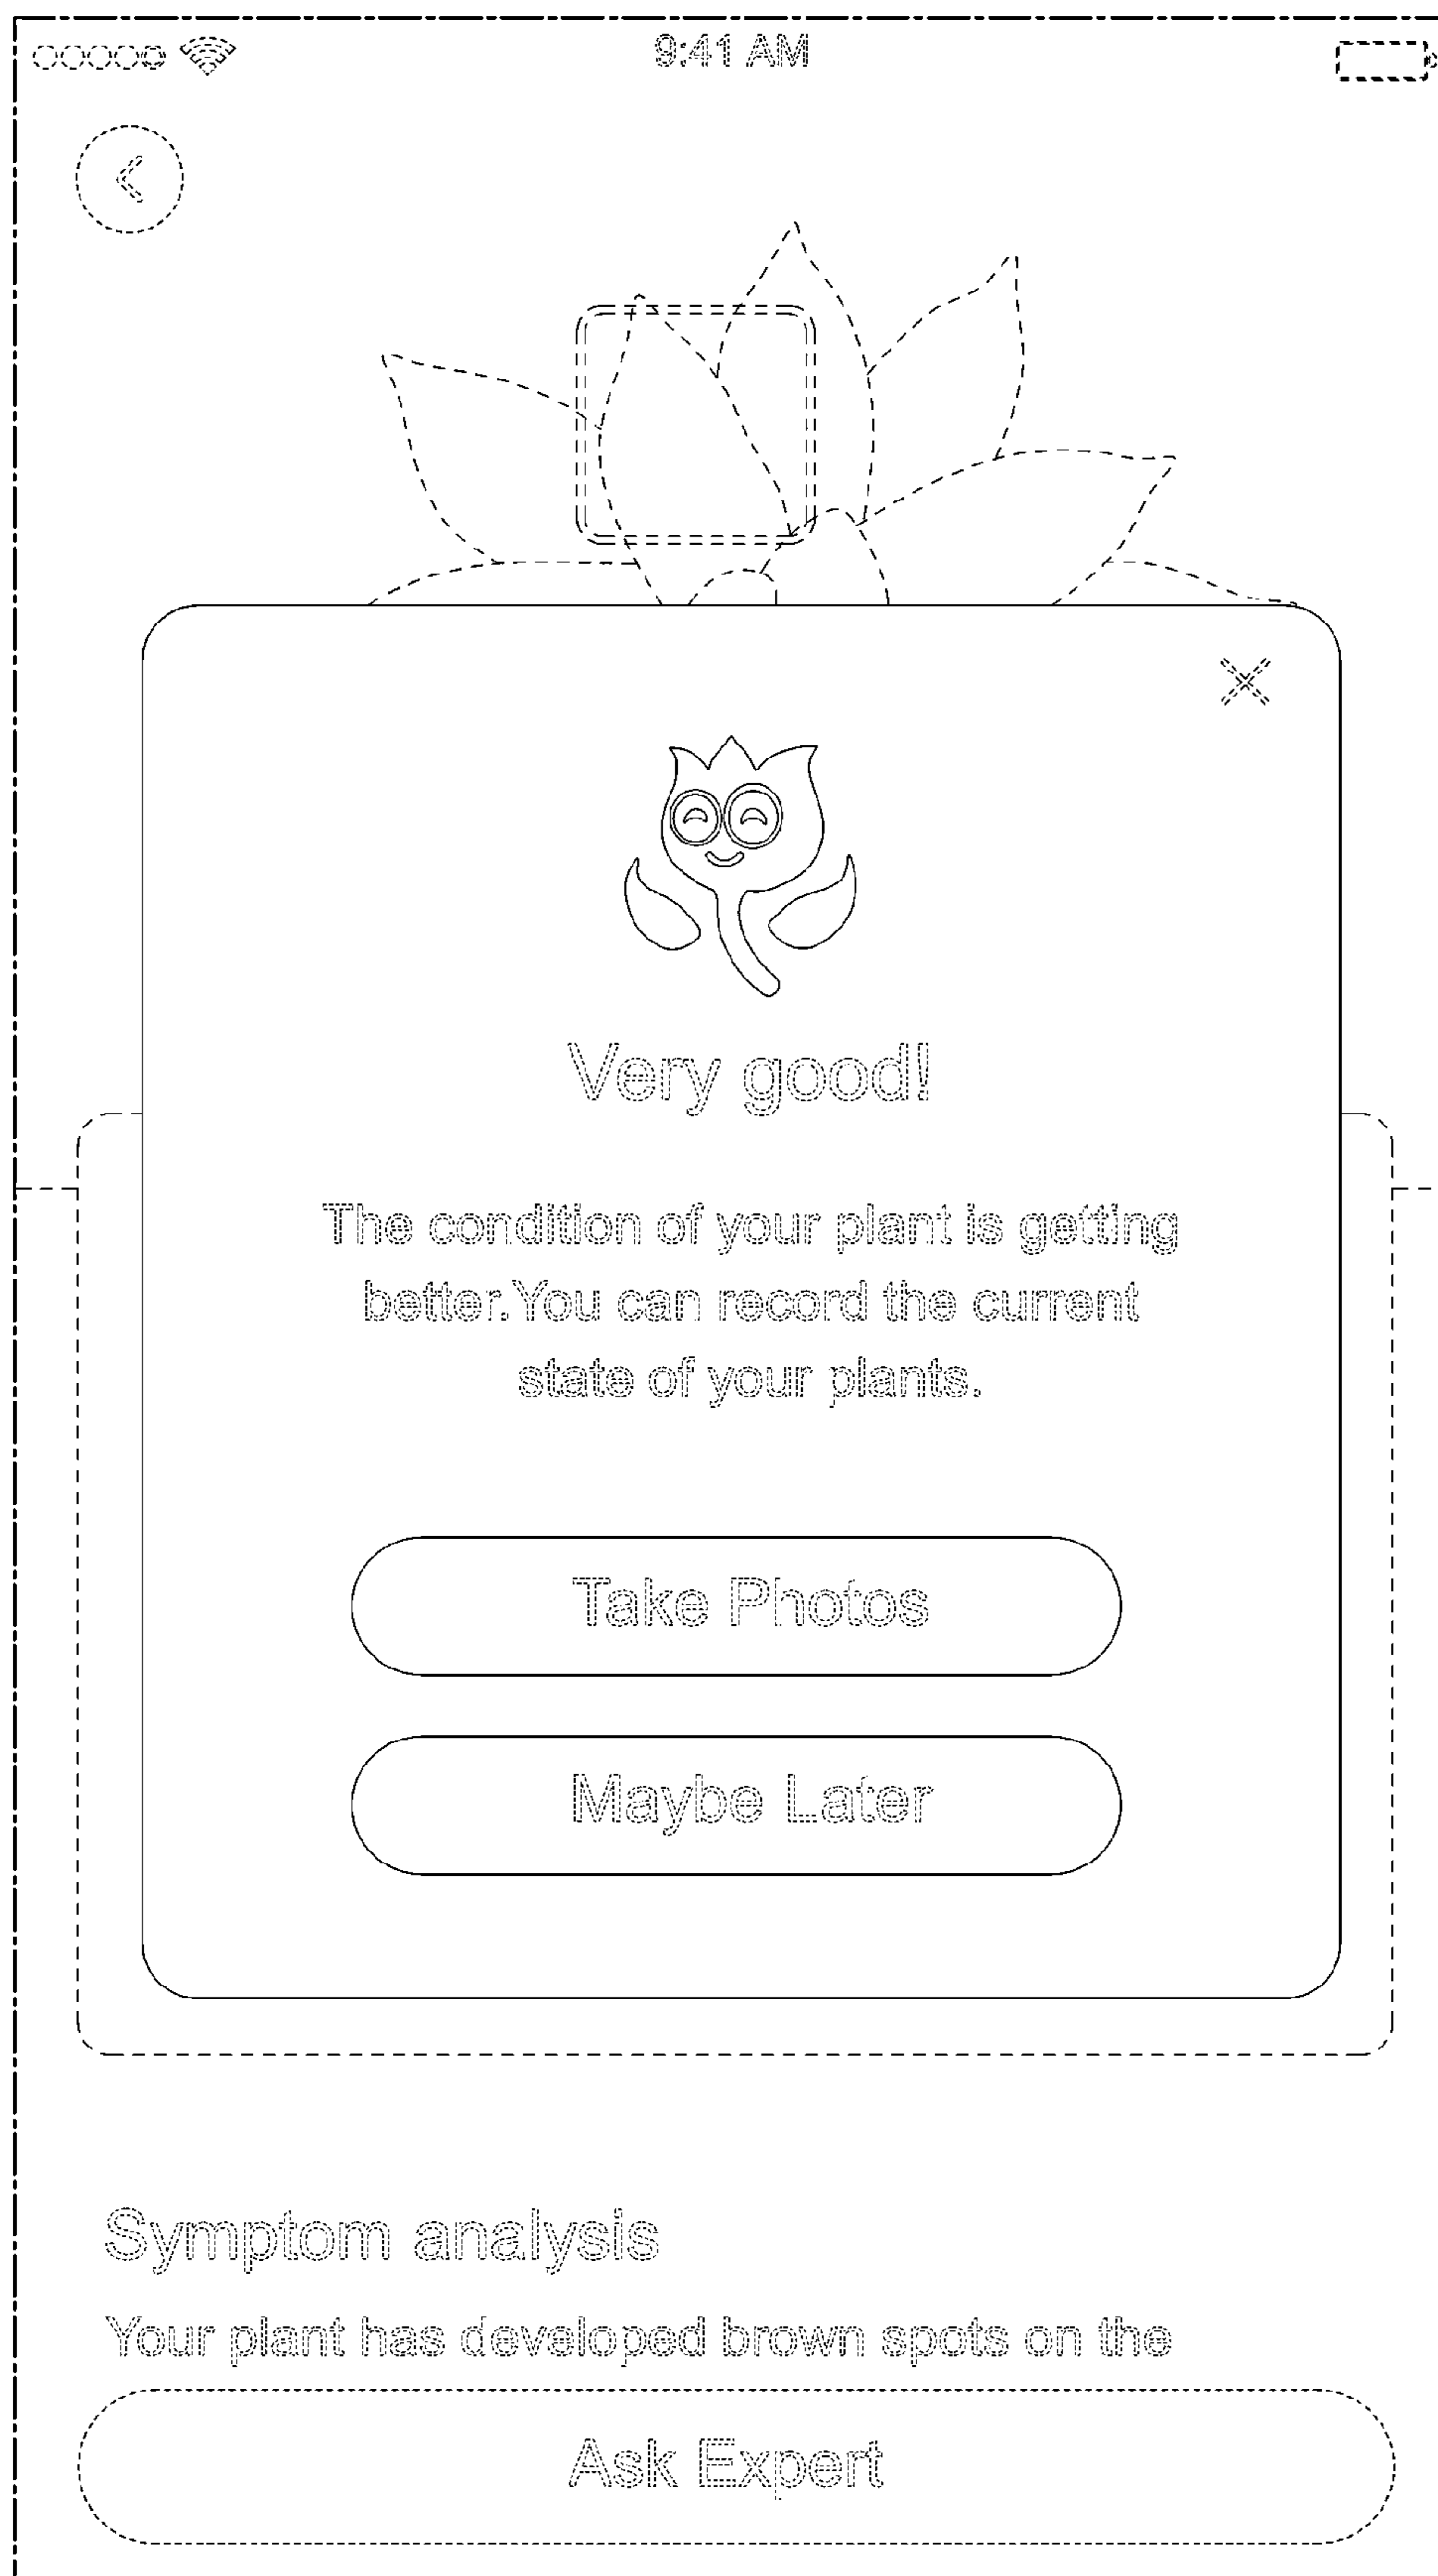 9:41 AM
Very good!
The condition of your plant is getting
better.You can record the current
state of your plants.
Take Photos
Maybe Later
Symptom analysis
Your plant has developed brown spots on the
Ask Expert